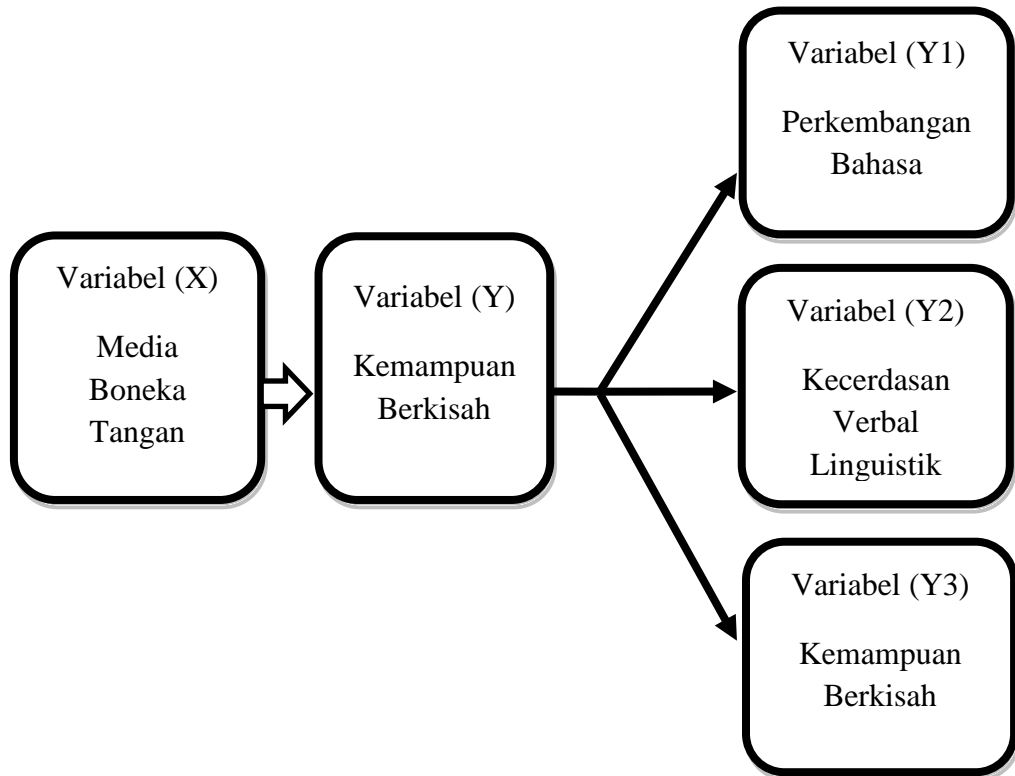 Variabel (X)
Media
Boneka
Tangan
Variabel (Y)
Kemampuan
Berkisah
Variabel (Y1)
Perkembangan
Bahasa
Variabel (Y2)
Kecerdasan
Verbal
Linguistik
Variabel (Y3)
Kemampuan
Berkisah